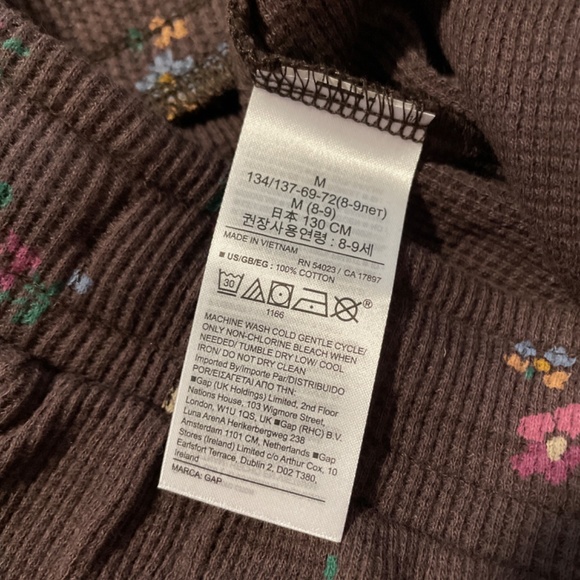 M
134/137-69-72(8-9лет)
M (8-9)
日本 130 CM
권장사용연령 : 8-9세
MADE IN VIETNAM
RN 54023 / CA 17897
■ US/GB/EG : 100% COTTON
30
®
1166
MACHINE WASH COLD GENTLE CYCLE/
ONLY NON-CHLORINE BLEACH WHEN
NEEDED/ TUMBLE DRY LOW/ COOL
IRON/ DO NOT DRY CLEAN
Imported By/Importe Par/DISTRIBUIDO
POR/ΕΙΣΑΓΕΤΑΙ ΑΠΟ ΤΗΝ
■Gap (UK Holdings) Limited, 2nd Floor
Nations House, 103 Wigmore Street,
London, W1U 1QS, UK ■Gap (RHC) B.V.
Luna ArenA Herikerbergweg 238
Amsterdam 1101 CM, Netherlands ■Gap
Stores (Ireland) Limited c/o Arthur Cox, 10
Earlsfort Terrace, Dublin 2, D02 T380,
Ireland
MARCA: GAP